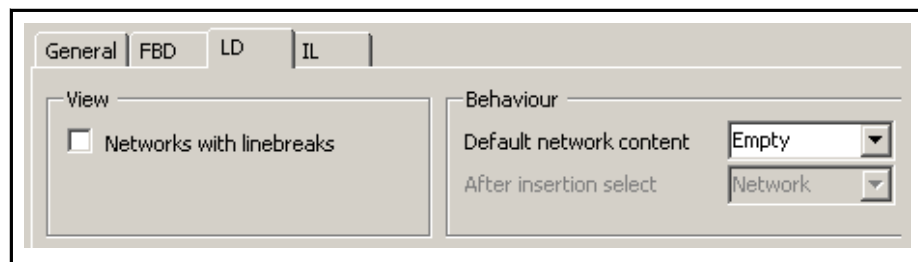 General FBD LD IL
View
Networks with linebreaks
Behaviour
Default network content Empty
After insertion select Network